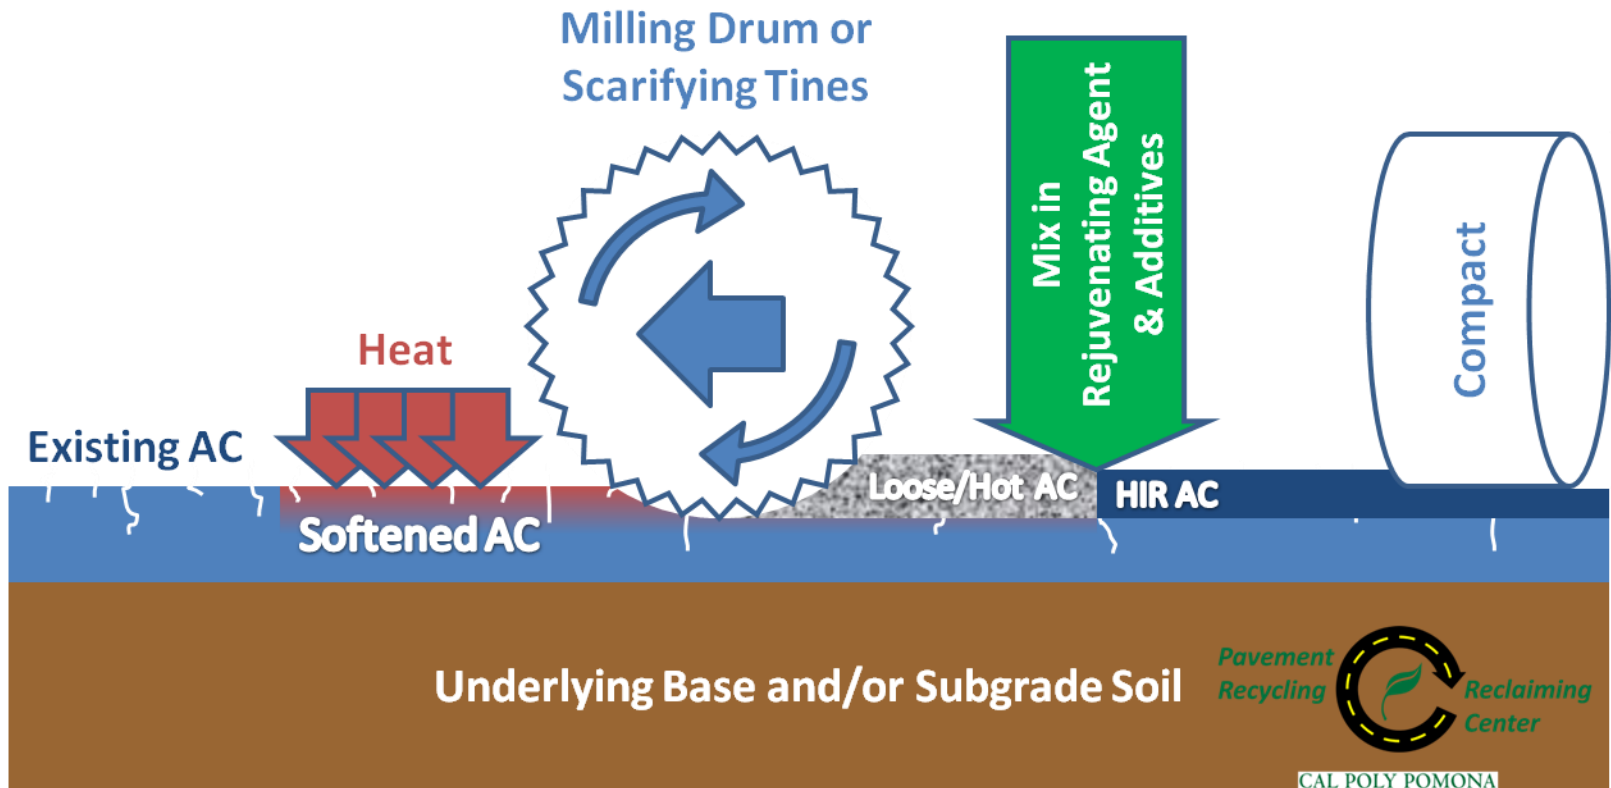 Milling Drum or
Scarifying Tines
Mix in
Rejuvenating Agent
& Additives
Compact
Heat
Existing AC
Softened AC
Loose/Hot AC
HIR AC
Underlying Base and/or Subgrade Soil
Pavement
Recycling
Reclaiming
Center
CAL POLY POMONA